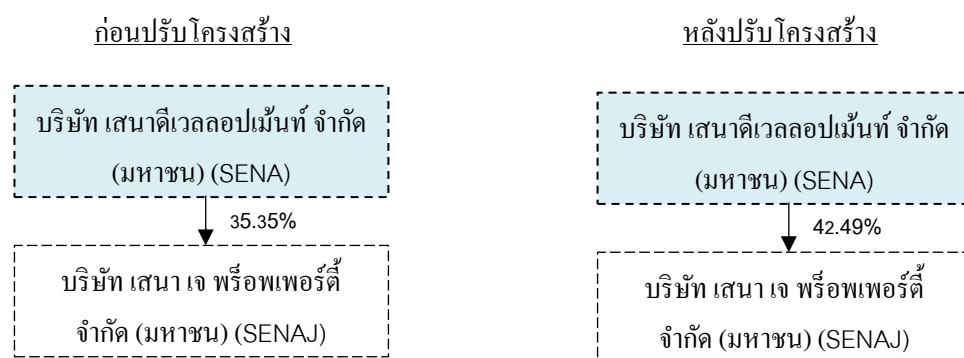 ก่อนปรับโครงสร้าง
บริษัท เสนาดีเวลลอปเม้นท์ จำกัด
(มหาชน) (SENA)
35.35%
บริษัท เสนา เจ พร็อพเพอร์ตี้
จำกัด (มหาชน) (SENAJ)
หลังปรับโครงสร้าง
บริษัท เสนาดีเวลลอปเม้นท์ จำกัด
(มหาชน) (SENA)
42.49%
บริษัท เสนา เจ พร็อพเพอร์ตี้
จำกัด (มหาชน) (SENAJ)